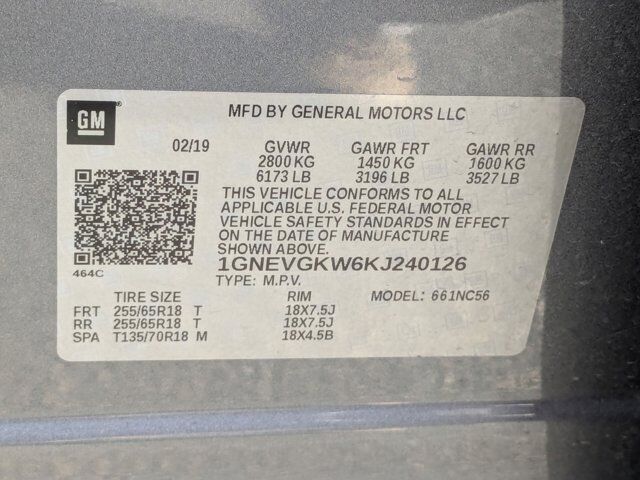 GM
MFD BY GENERAL MOTORS LLC
02/19 GVWR GAWR FRT GAWR RR
2800 KG 1450 KG 1600 KG
6173 LB 3196 LB 3527 LB
THIS VEHICLE CONFORMS TO ALL
APPLICABLE U.S. FEDERAL MOTOR
VEHICLE SAFETY STANDARDS IN EFFECT
ON THE DATE OF MANUFACTURE
SHOWN ABOVE.
464C
1GNEVGKW6KJ240126
TYPE: M.P.V.
TIRE SIZE RIM MODEL: 661NC56
FRT 255/65R18 T 18X7.5J
RR 255/65R18 T 18X7.5J
SPA T135/70R18 M 18X4.5B